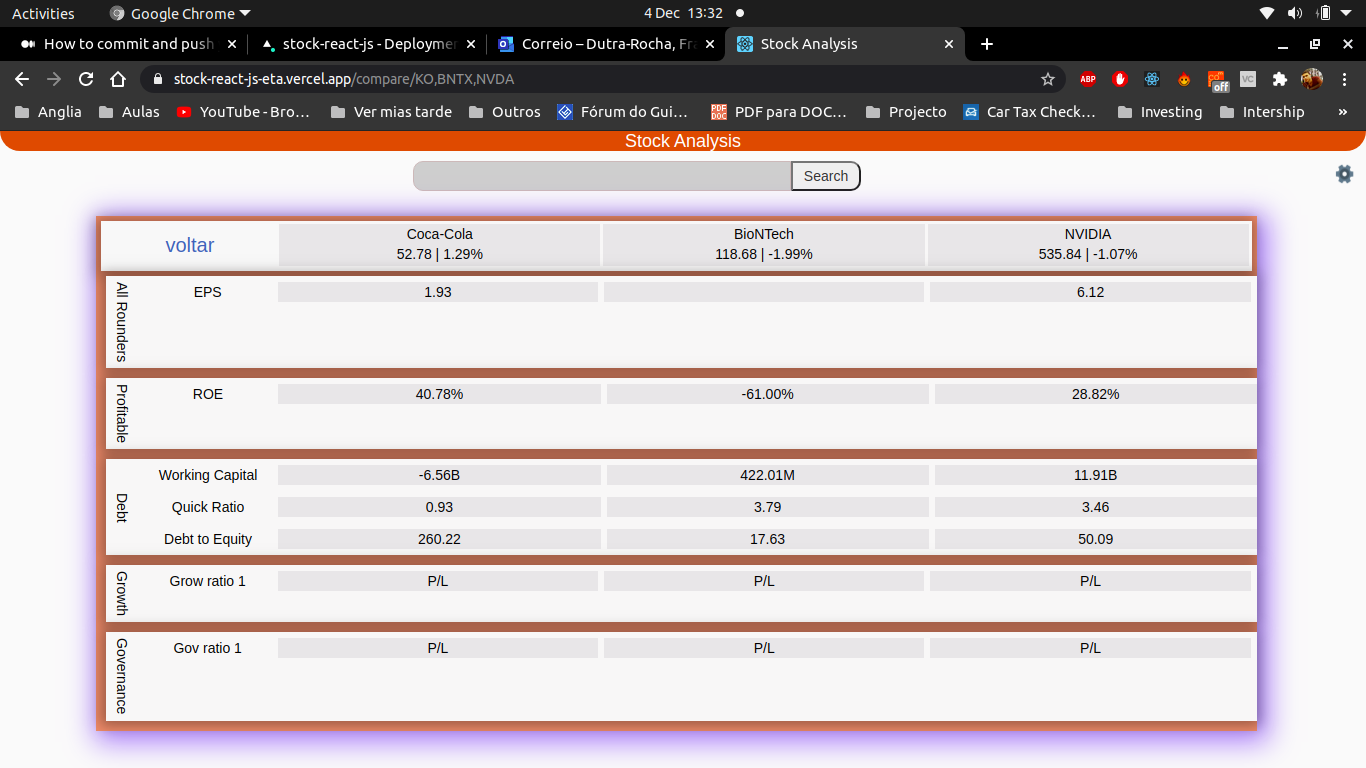 Activities Google Chrome 4 Dec 13:32
How to commit and push stock-react-js - Deploymen Correio – Dutra-Rocha, Fra Stock Analysis
stock-react-js-eta.vercel.app/compare/KO,BNTX,NVDA ABP off VC
Anglia Aulas YouTube - Bro… Ver mias tarde Outros Fórum do Gui… PDF DOC PDF para DOC… Projecto Car Tax Check… Investing Intership »
Stock Analysis
Search
voltar
Coca-Cola BioNTech NVIDIA
52.78 | 1.29% 118.68 | -1.99% 535.84 | -1.07%
All Rounders
EPS 1.93 6.12
Profitable
ROE 40.78% -61.00% 28.82%
Debt
Working Capital -6.56B 422.01M 11.91B
Quick Ratio 0.93 3.79 3.46
Debt to Equity 260.22 17.63 50.09
Growth
Grow ratio 1 P/L P/L P/L
Governance
Gov ratio 1 P/L P/L P/L